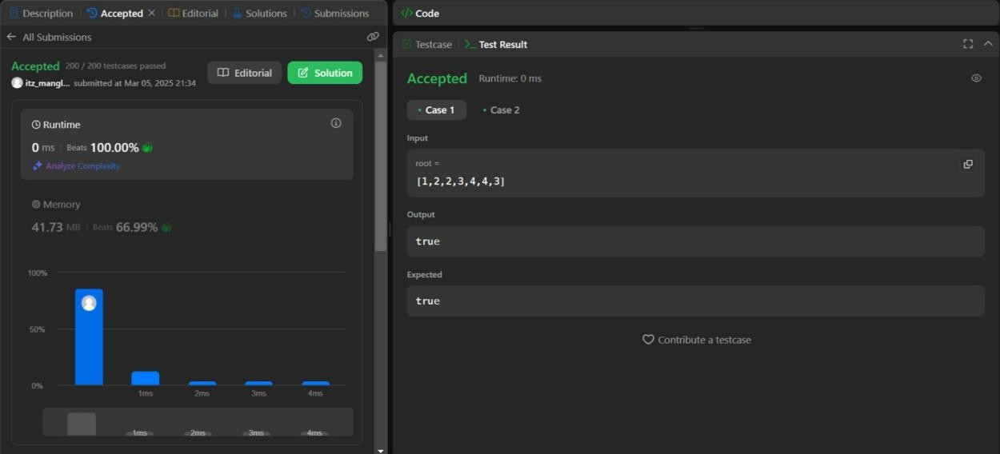 Description
Accepted
Editorial
Solutions
Submissions
All Submissions
Accepted 200 / 200 testcases passed
itz_mangl... submitted at Mar 05, 2025 21:34
Editorial
Solution
Runtime
0 ms Beats 100.00%
Analyze Complexity
Memory
41.73 MB Beats 66.99%
100%
50%
0%
1ms 2ms 3ms 4ms
1ms 2ms 3ms 4ms
</> Code
Testcase
Test Result
Accepted Runtime: 0 ms
• Case 1 • Case 2
Input
root =
[1,2,2,3,4,4,3]
Output
true
Expected
true
Contribute a testcase